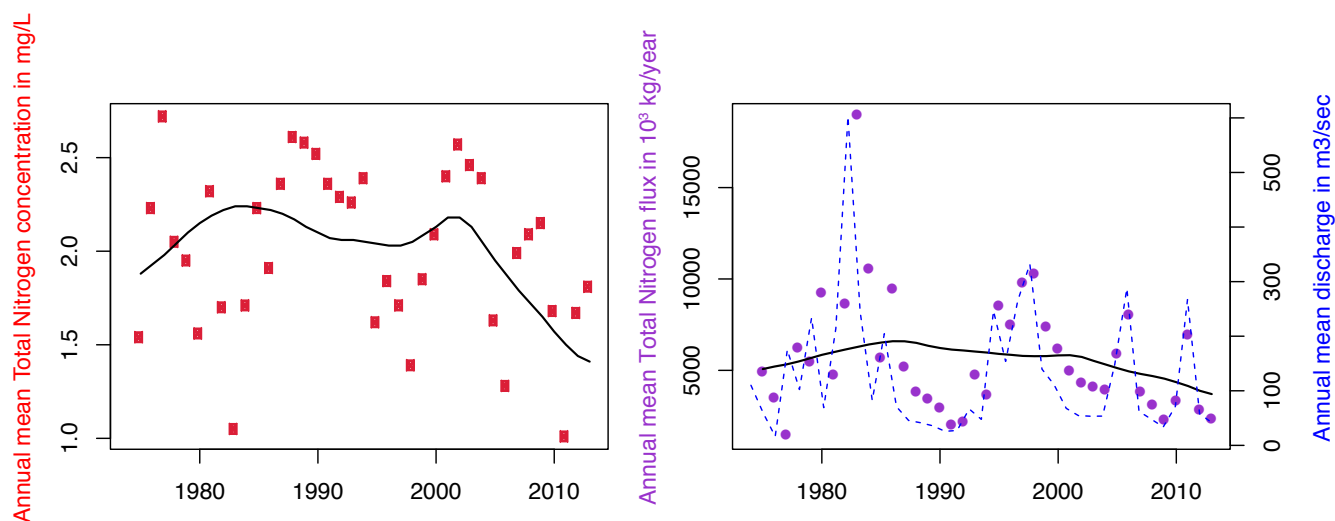 Annual mean Total Nitrogen concentration in mg/L
2.5
2.0
1.5
1.0
1980 1990 2000 2010
Annual mean Total Nitrogen flux in 10³ kg/year
15000
10000
5000
1980 1990 2000 2010
500
300
100
0
Annual mean discharge in m3/sec